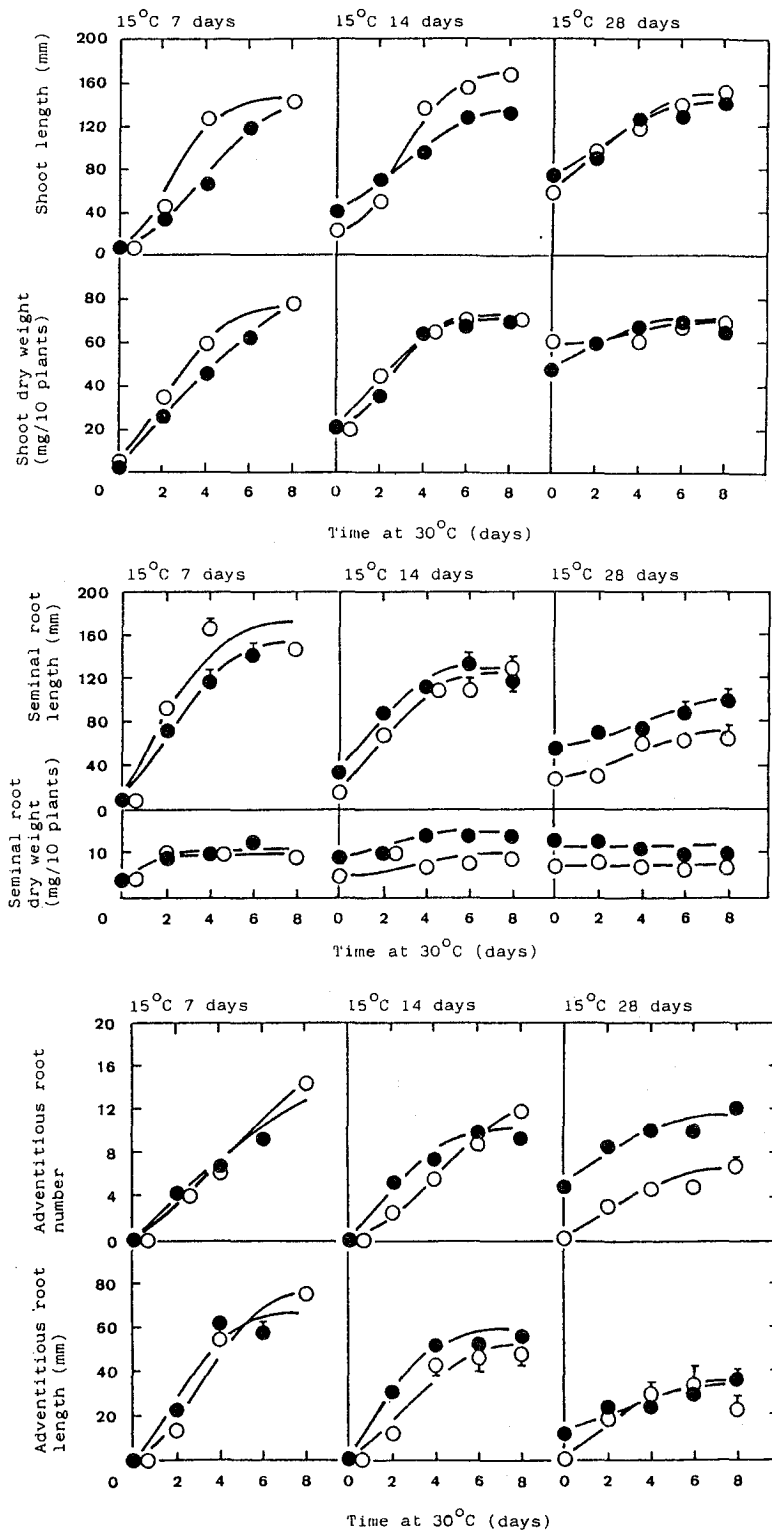 15°C 7 days 15°C 14 days 15°C 28 days
Shoot length (mm)
200
160
120
80
40
0
Shoot dry weight
(mg/10 plants)
80
60
40
20
0
0 2 4 6 8 0 2 4 6 8 0 2 4 6 8
Time at 30°C (days)
15°C 7 days 15°C 14 days 15°C 28 days
Seminal root
length (mm)
200
160
120
80
40
0
Seminal root
dry weight
(mg/10 plants)
10
0 2 4 6 8 0 2 4 6 8 0 2 4 6 8
Time at 30°C (days)
15°C 7 days 15°C 14 days 15°C 28 days
Adventitious root
number
20
16
12
8
4
0
Adventitious root
length (mm)
80
60
40
20
0 2 4 6 8 0 2 4 6 8 0 2 4 6 8
Time at 30°C (days)